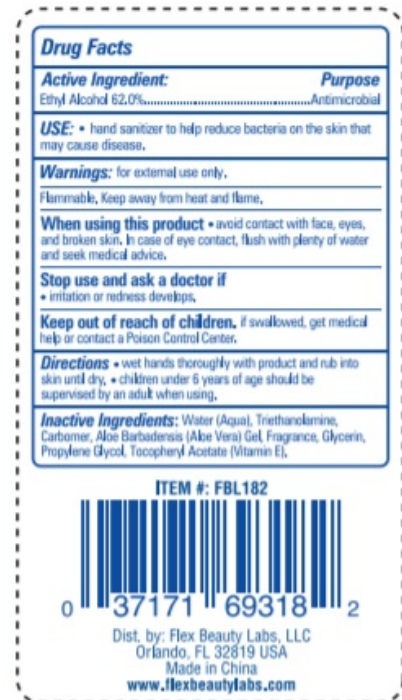 Drug Facts
Active Ingredient: Purpose
Ethyl Alcohol 62.0%..................................................Antimicrobial
USE: • hand sanitizer to help reduce bacteria on the skin that
may cause disease.
Warnings: for external use only.
Flammable, Keep away from heat and flame.
When using this product • avoid contact with face, eyes,
and broken skin. In case of eye contact, flush with plenty of water
and seek medical advice.
Stop use and ask a doctor if
• irritation or redness develops.
Keep out of reach of children. if swallowed, get medical
help or contact a Poison Control Center.
Directions • wet hands thoroughly with product and rub into
skin until dry. • children under 6 years of age should be
supervised by an adult when using.
Inactive Ingredients: Water (Aqua), Triethanolamine,
Carbomer, Aloe Barbadensis (Aloe Vera) Gel, Fragrance, Glycerin,
Propylene Glycol, Tocopheryl Acetate (Vitamin E).
ITEM #: FBL182
0 37171 69318 2
Dist. by: Flex Beauty Labs, LLC
Orlando, FL 32819 USA
Made in China
www.flexbeautylabs.com